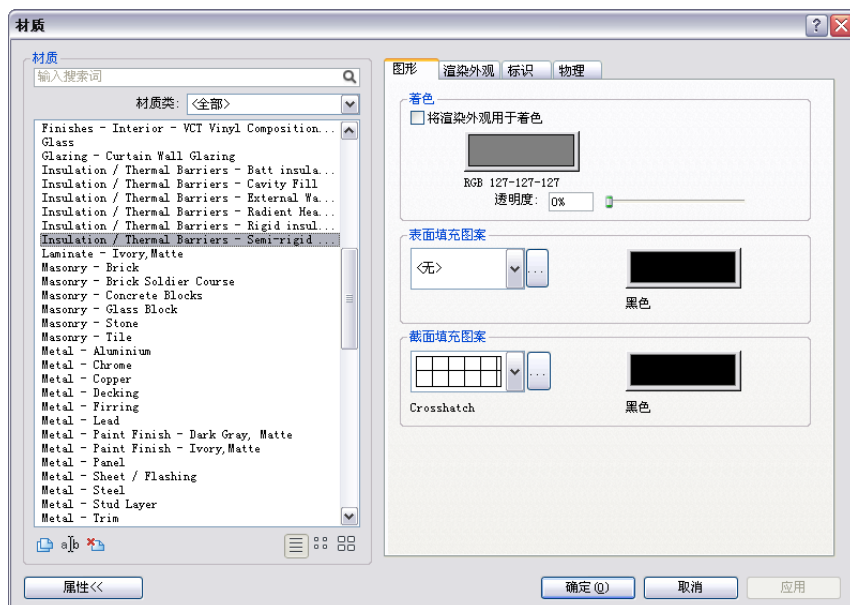 材质
材质
输入搜索词
材质类: <全部>
Finishes - Interior - VCT Vinyl Composition...
Glass
Glazing - Curtain Wall Glazing
Insulation / Thermal Barriers - Batt insula...
Insulation / Thermal Barriers - Cavity Fill
Insulation / Thermal Barriers - External Wa...
Insulation / Thermal Barriers - Radient Hea...
Insulation / Thermal Barriers - Rigid insul...
Insulation / Thermal Barriers - Semi-rigid ...
Laminate - Ivory,Matte
Masonry - Brick
Masonry - Brick Soldier Course
Masonry - Concrete Blocks
Masonry - Glass Block
Masonry - Stone
Masonry - Tile
Metal - Aluminium
Metal - Chrome
Metal - Copper
Metal - Decking
Metal - Firring
Metal - Lead
Metal - Paint Finish - Dark Gray, Matte
Metal - Paint Finish - Ivory,Matte
Metal - Panel
Metal - Sheet / Flashing
Metal - Steel
Metal - Stud Layer
Metal - Trim
aIb
属性<<
图形 渲染外观 标识 物理
着色
将渲染外观用于着色
RGB 127-127-127
透明度: 0%
表面填充图案
<无> ...
黑色
截面填充图案
...
Crosshatch 黑色
确定(O) 取消 应用